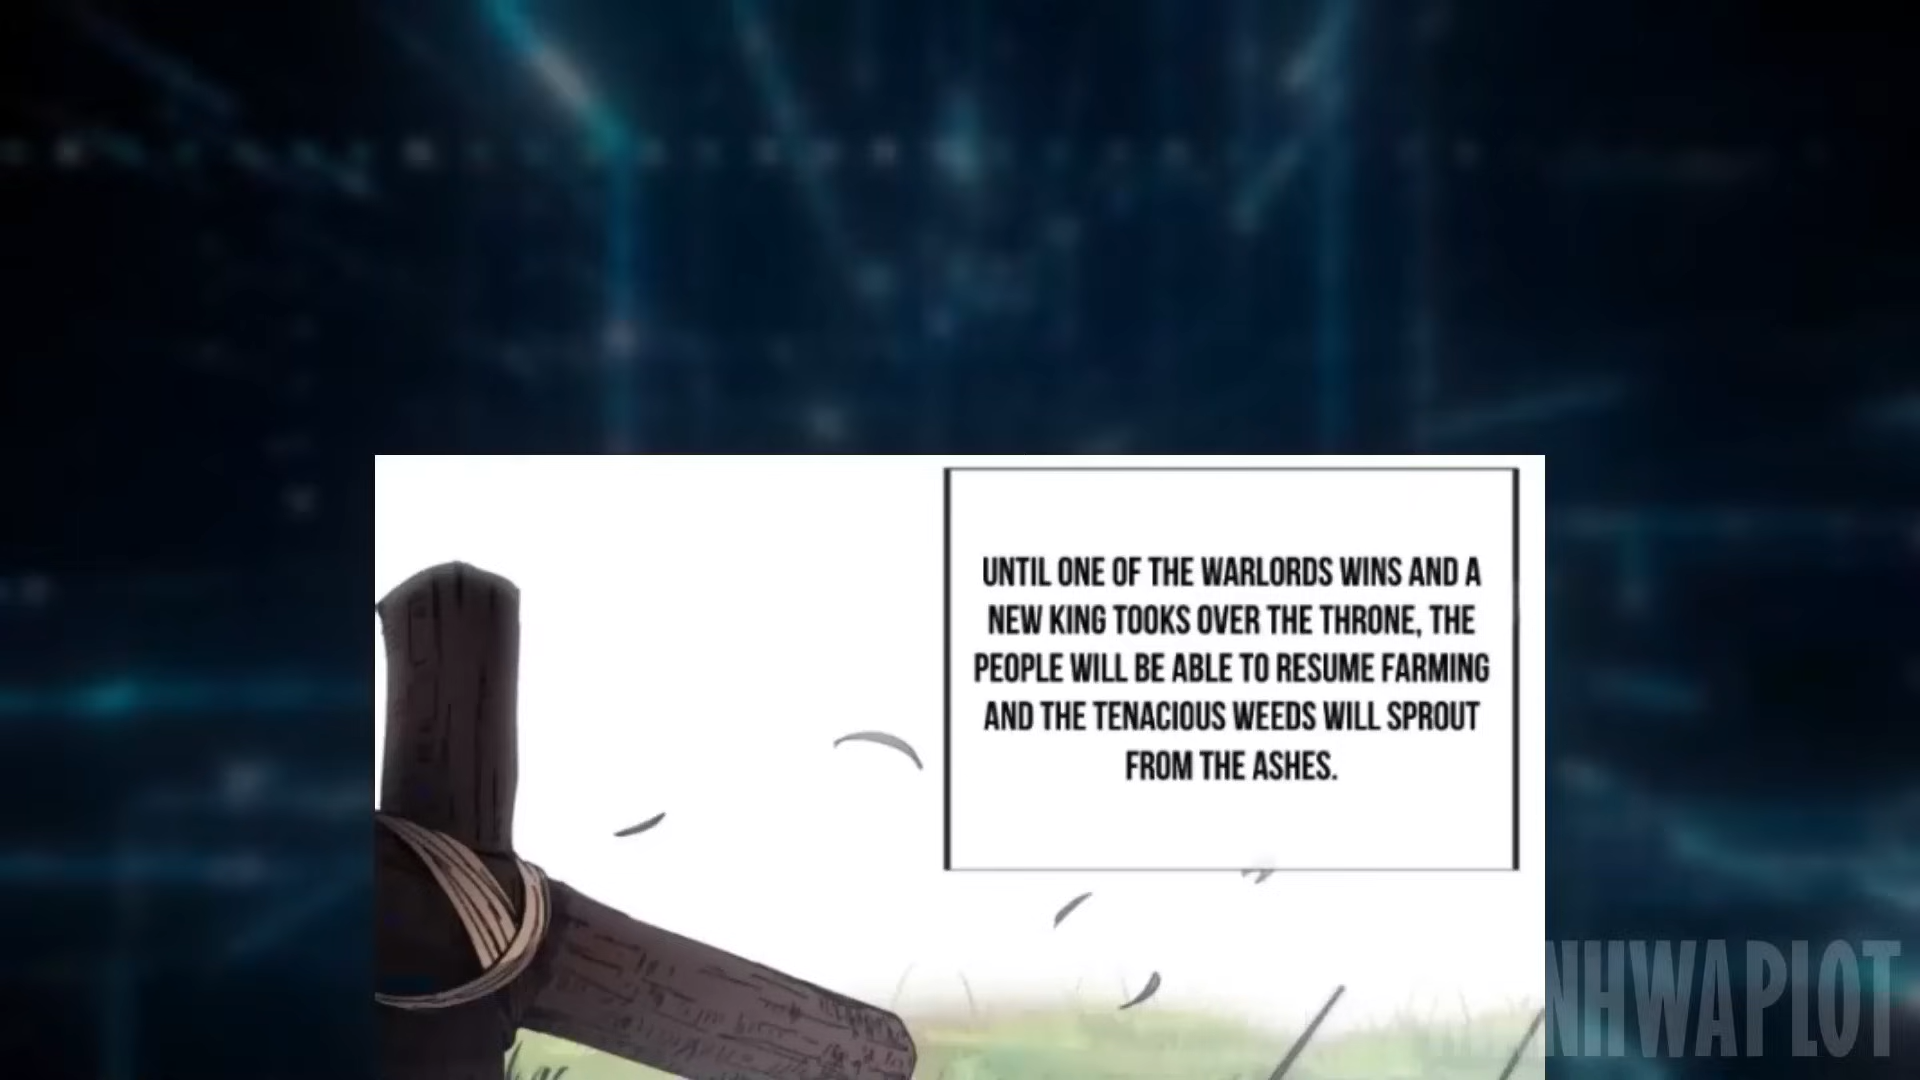 UNTIL ONE OF THE WARLORDS WINS AND A
NEW KING TOOKS OVER THE THRONE, THE
PEOPLE WILL BE ABLE TO RESUME FARMING
AND THE TENACIOUS WEEDS WILL SPROUT
FROM THE ASHES.
NHWAPLOT